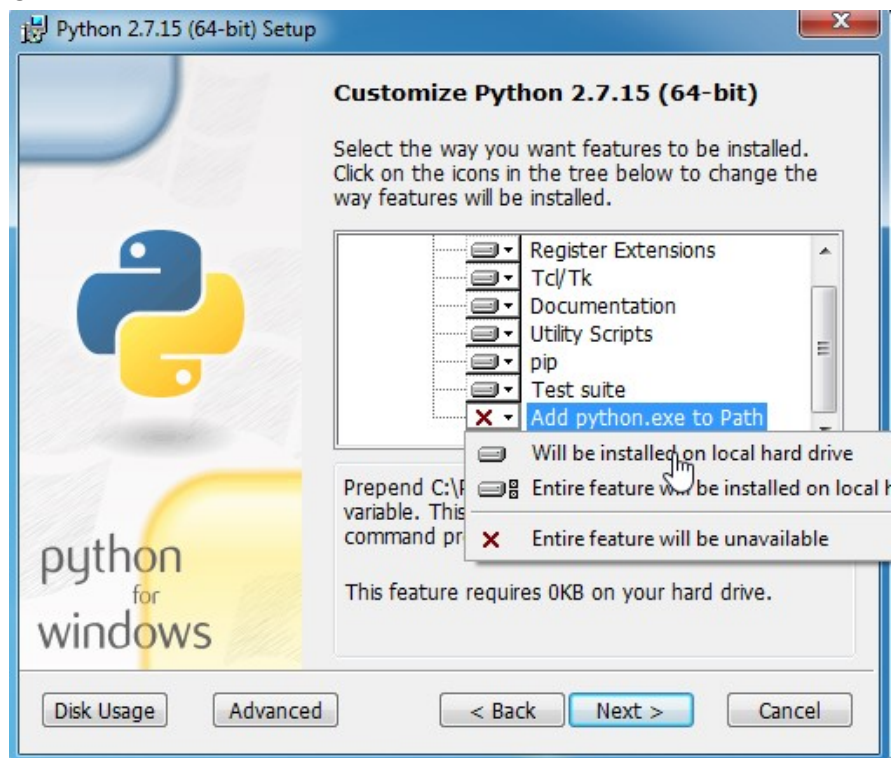 Python 2.7.15 (64-bit) Setup
X
Customize Python 2.7.15 (64-bit)
Select the way you want features to be installed.
Click on the icons in the tree below to change the
way features will be installed.
Register Extensions
Tcl/Tk
Documentation
Utility Scripts
pip
Test suite
Add python.exe to Path
Will be installed on local hard drive
Entire feature will be installed on local h
Entire feature will be unavailable
Prepend C:\
variable. This
command pr
This feature requires 0KB on your hard drive.
python
for
windows
Disk Usage
Advanced
< Back
Next >
Cancel